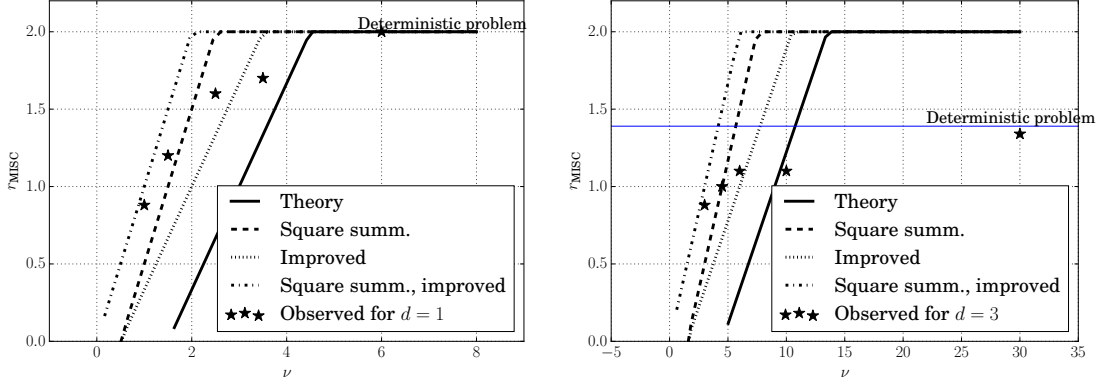 Deterministic problem
2.0
1.5
1.0
0.5
0.0
r_MISC
0 2 4 6 8
ν
Theory
Square summ.
Improved
Square summ., improved
Observed for d = 1
2.0
1.5
1.0
0.5
0.0
r_MISC
Deterministic problem
−5 0 5 10 15 20 25 30 35
ν
Theory
Square summ.
Improved
Square summ., improved
Observed for d = 3